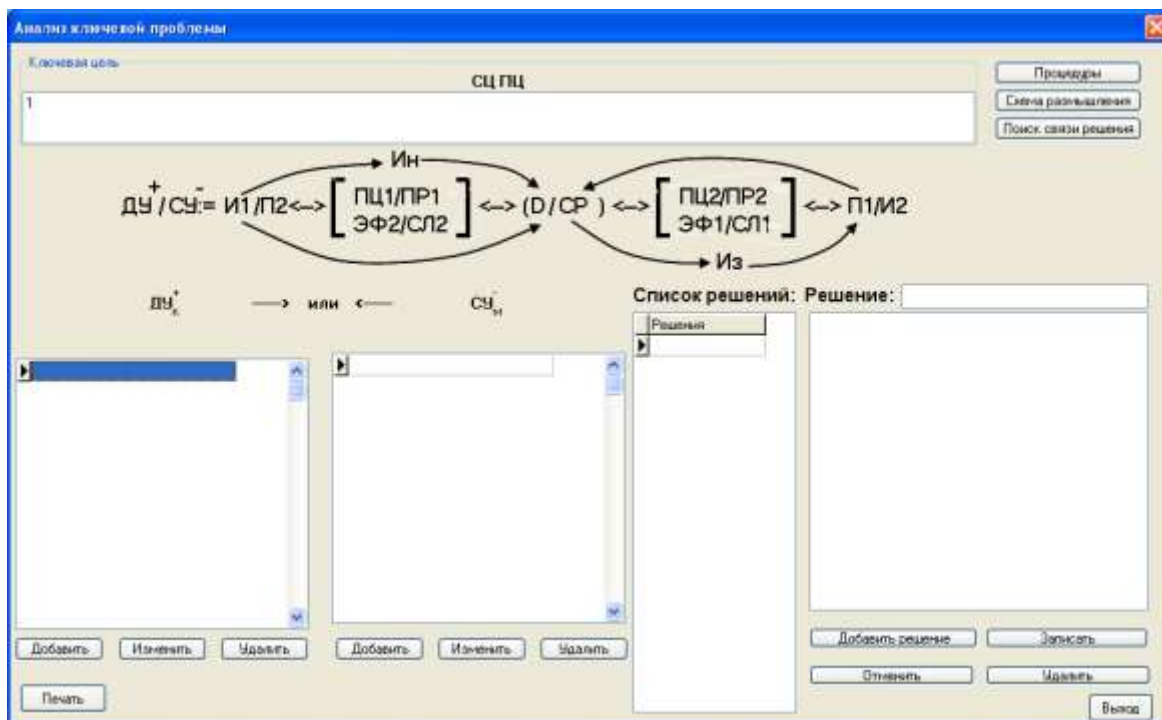 Анализ ключевой проблемы
Ключевая цель
СЦ ПЦ
1
Процедуры
Схема размышления
Поиск связи решения
Ин
ДУ+/СУ-:= И1/П2<-->[ПЦ1/ПР1 ЭФ2/СЛ2]<-->(D/СР )<-->[ПЦ2/ПР2 ЭФ1/СЛ1]<-->П1/И2
Из
ДУ+к ---> или <--- СУ-м
Список решений: Решение:
Решения
Добавить Изменить Удалить Добавить Изменить Удалить
Добавить решение Записать
Отменить Удалить
Печать
Выход